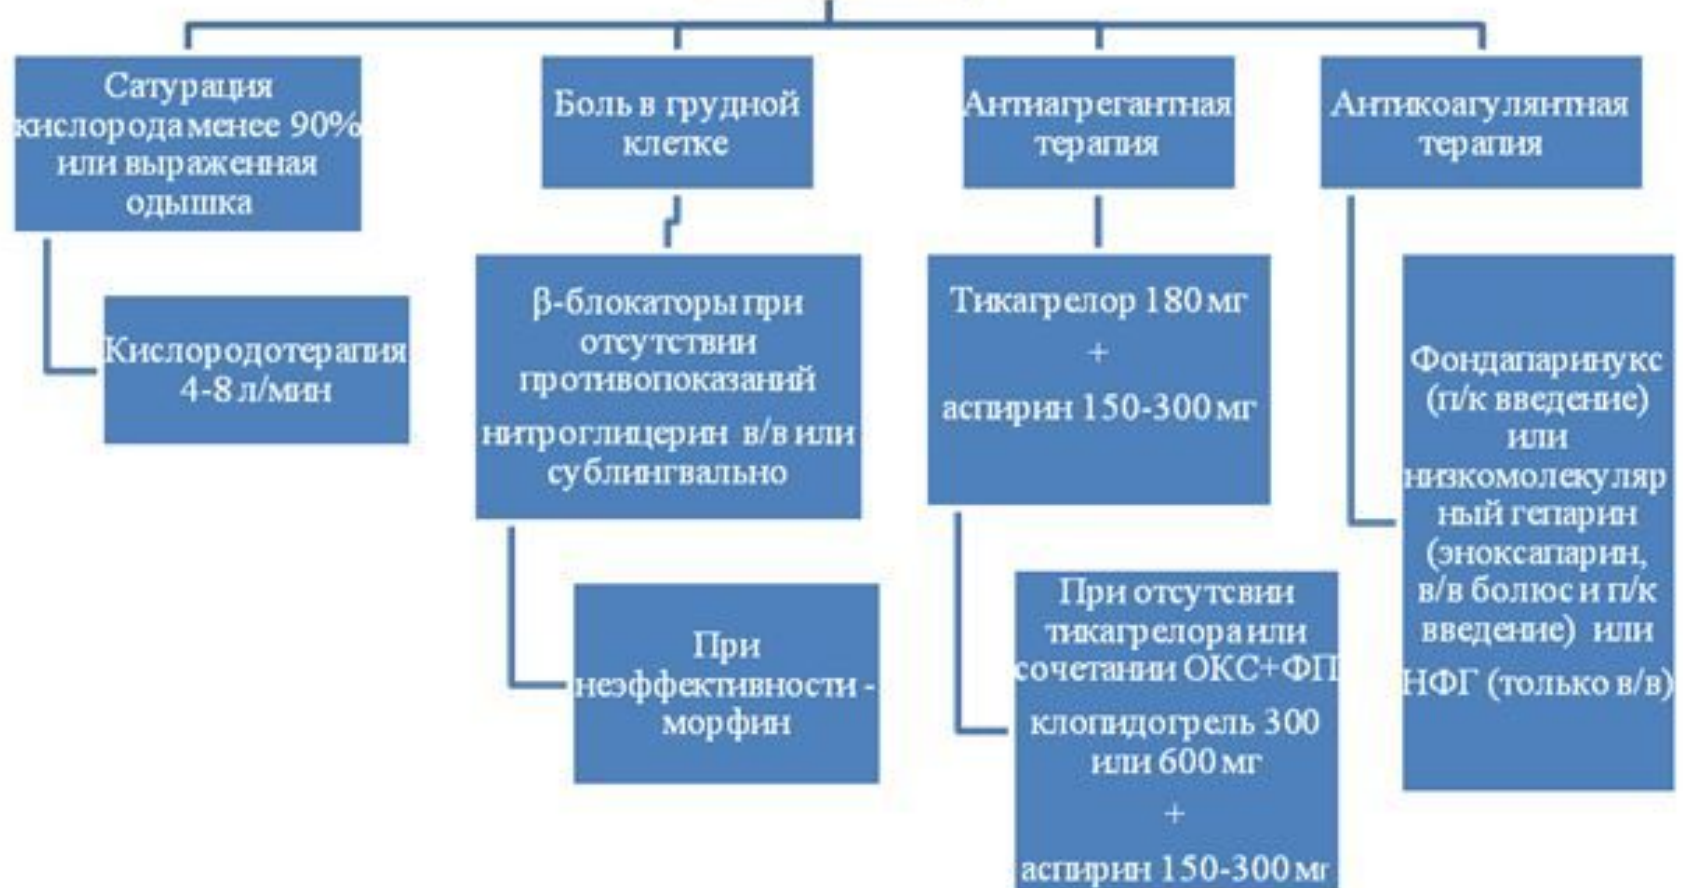 Сатурация
кислорода менее 90%
или выраженная
одышка
Кислородотерапия
4-8 л/мин
Боль в грудной
клетке
β-блокаторы при
отсутствии
противопоказаний
нитроглицерин в/в или
сублингвально
При
неэффективности -
морфин
Антиагрегантная
терапия
Тикагрелор 180 мг
+
аспирин 150-300 мг
При отсутсвии
тикагрелора или
сочетании ОКС+ФП
клопидогрель 300
или 600 мг
+
аспирин 150-300 мг
Антикоагулянтная
терапия
Фондапаринукс
(п/к введение)
или
низкомолекуляр
ный гепарин
(эноксапарин,
в/в болюс и п/к
введение) или
НФГ (только в/в)